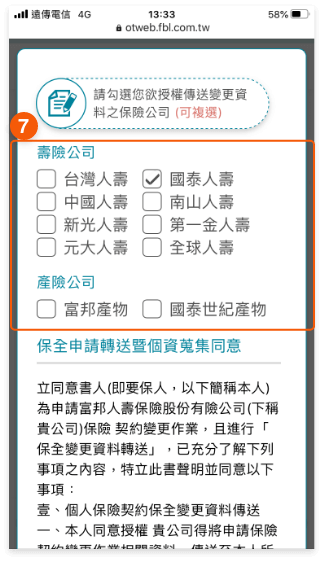 遠傳電信 4G 13:33 58%
otweb.fbl.com.tw
請勾選您欲授權傳送變更資
料之保險公司 (可複選)
7
壽險公司
台灣人壽 國泰人壽
中國人壽 南山人壽
新光人壽 第一金人壽
元大人壽 全球人壽
產險公司
富邦產物 國泰世紀產物
保全申請轉送暨個資蒐集同意
立同意書人(即要保人，以下簡稱本人)
為申請富邦人壽保險股份有險公司(下稱
貴公司)保險 契約變更作業，且進行「
保全變更資料轉送」，已充分了解下列
事項之內容，特立此書聲明並同意以下
事項：
壹、個人保險契約保全變更資料傳送
一、本人同意授權 貴公司得將申請保險
契約變更作業相關資料，傳送至本人所